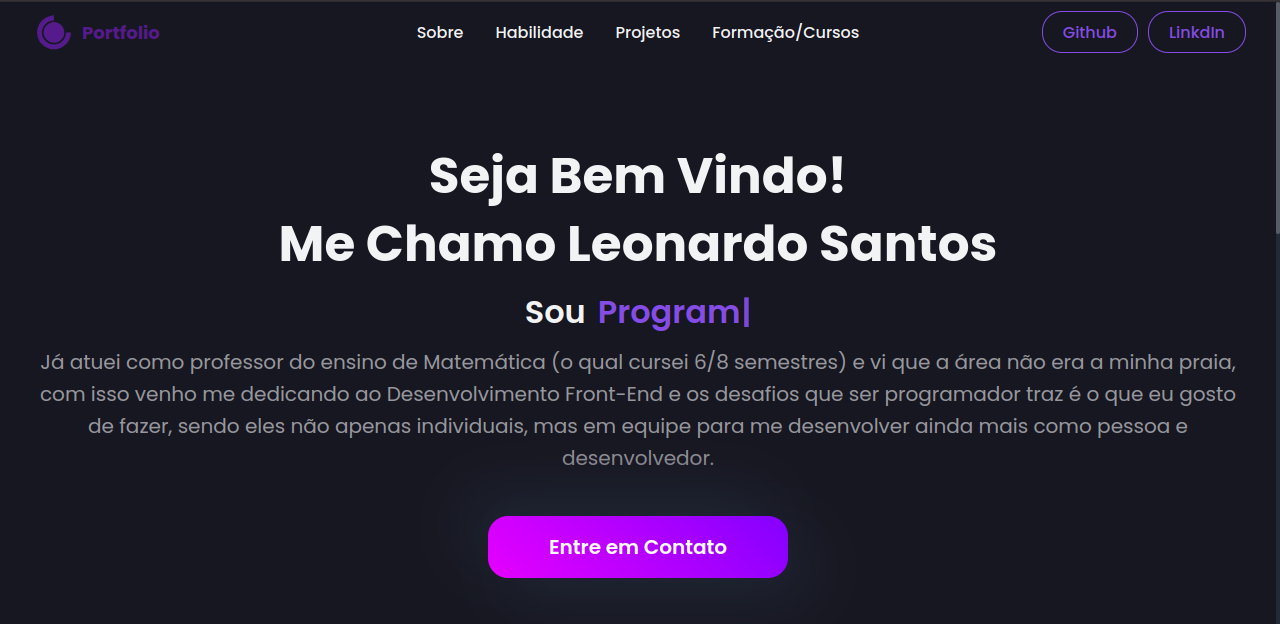 Portfolio
Sobre Habilidade Projetos Formação/Cursos
Github LinkdIn
Seja Bem Vindo!
Me Chamo Leonardo Santos
Sou Program|
Já atuei como professor do ensino de Matemática (o qual cursei 6/8 semestres) e vi que a área não era a minha praia,
com isso venho me dedicando ao Desenvolvimento Front-End e os desafios que ser programador traz é o que eu gosto
de fazer, sendo eles não apenas individuais, mas em equipe para me desenvolver ainda mais como pessoa e
desenvolvedor.
Entre em Contato